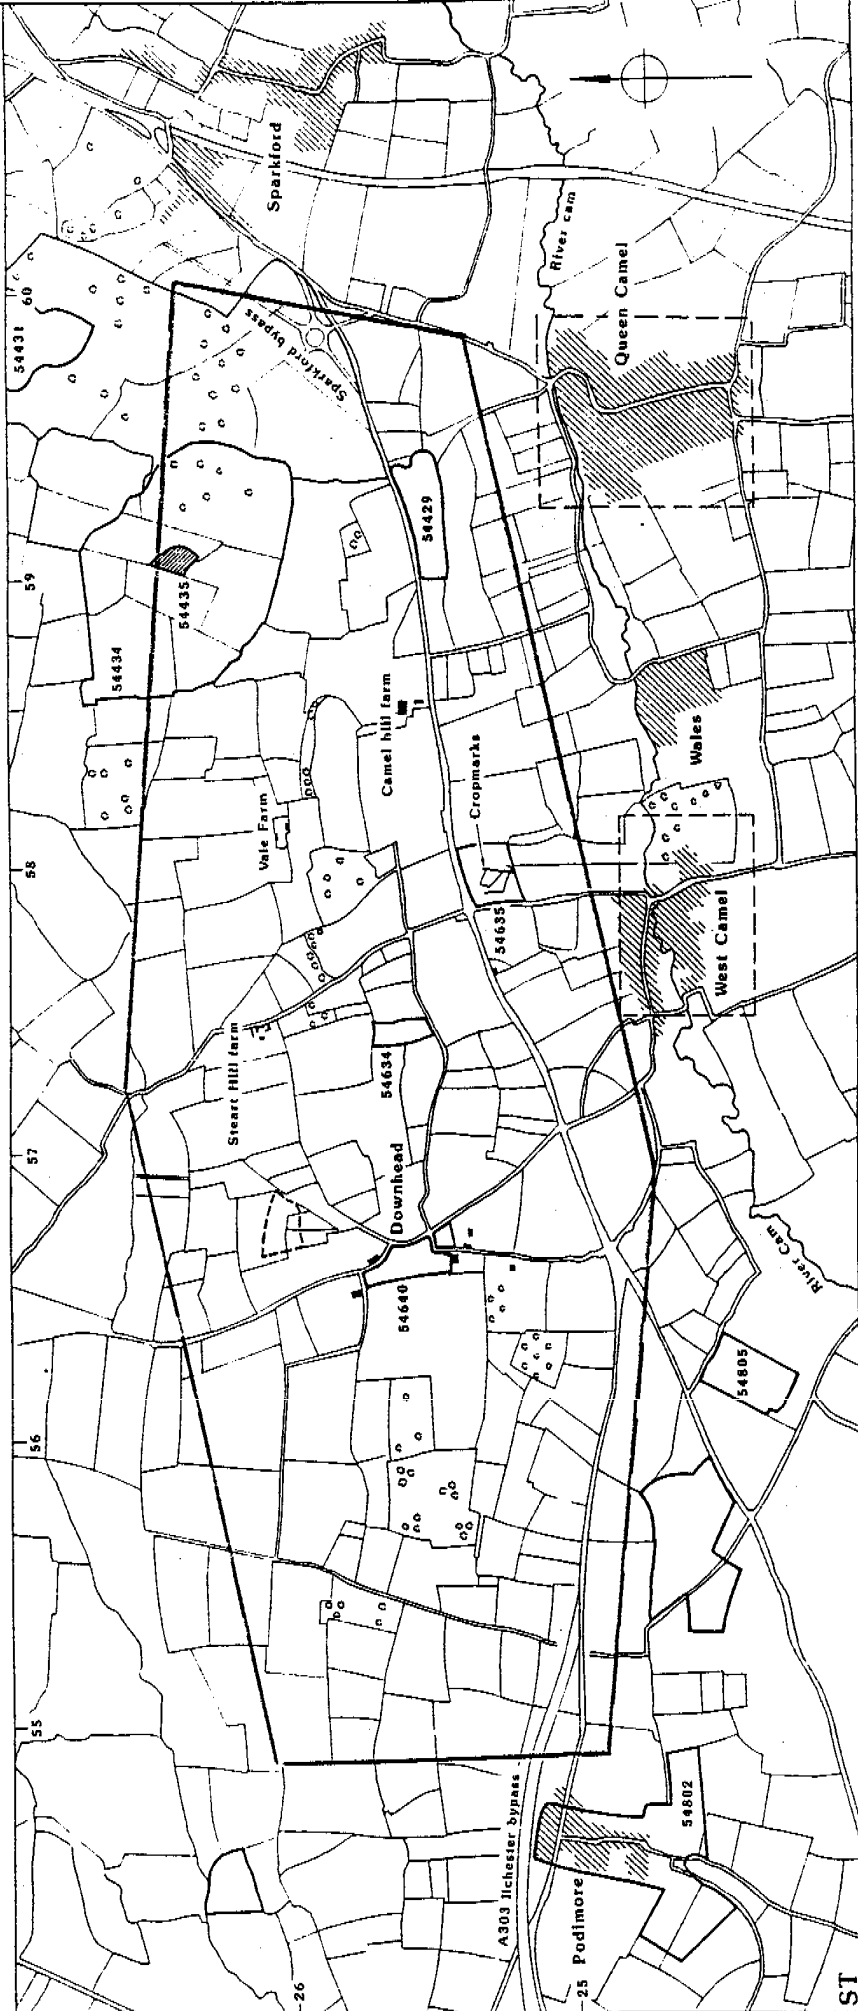 54431
60
59
58
57
56
55
Sparkford
Sparkford bypass
River cam
Queen Camel
54434
54435
54429
Vale Farm
Camel hill farm
Cropmarks
Wales
54635
West Camel
Steart Hill farm
54634
Downhead
54640
River Cam
54805
A303 Ilchester bypass
54802
Podimore
26
25
ST